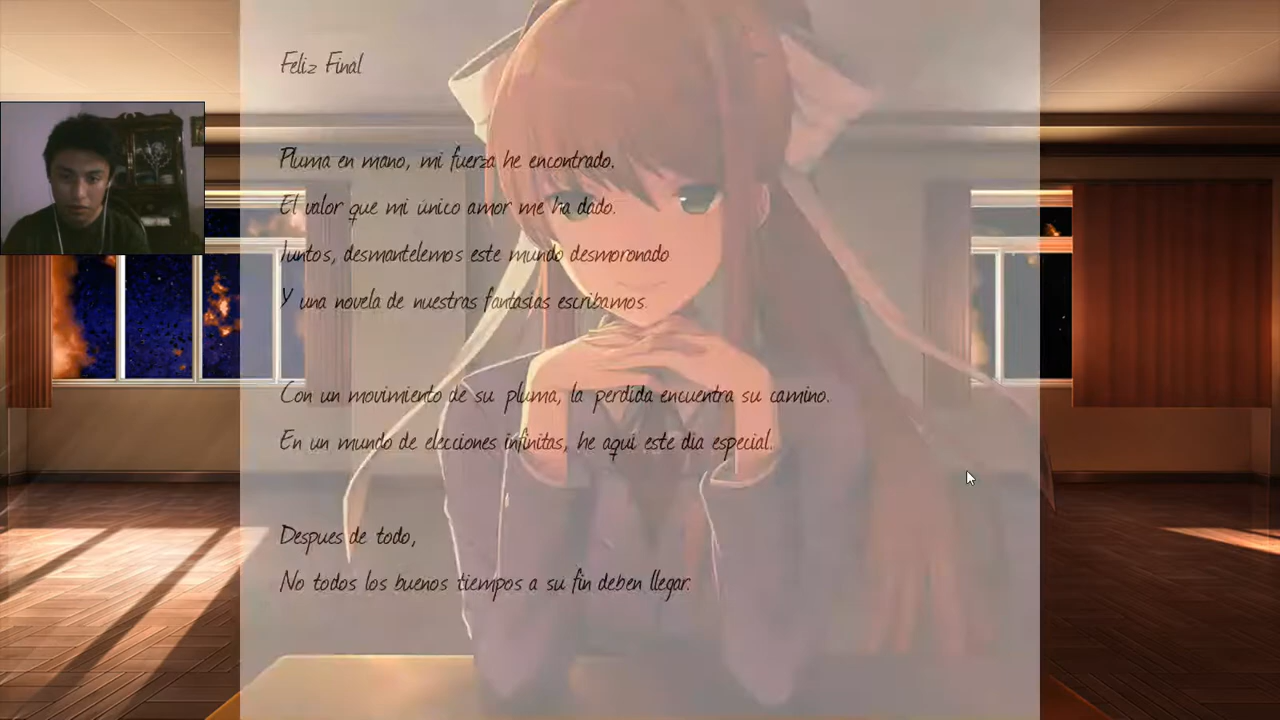 Feliz Final
Pluma en mano, mi fuerza he encontrado.
El valor que mi único amor me ha dado.
Juntos, desmantelemos este mundo desmoronado
Y una novela de nuestras fantasías escribamos.
Con un movimiento de su pluma, la perdida encuentra su camino.
En un mundo de elecciones infinitas, he aquí este día especial.
Despues de todo,
No todos los buenos tiempos a su fin deben llegar.